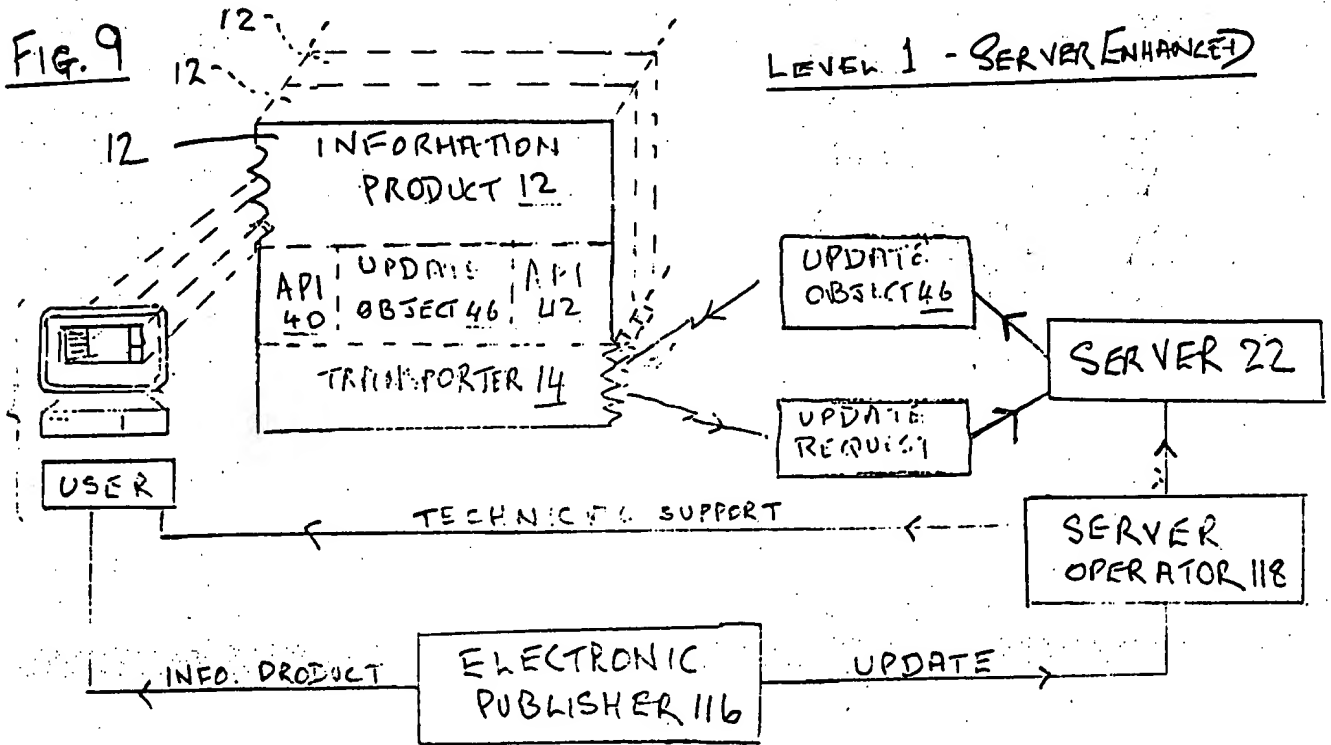 FIG. 9
LEVEL 1 - SERVER ENHANCED
12
12
12
INFORMATION
PRODUCT 12
API
40
UPDATE
OBJECT 46
API
42
TRANSPORTER 14
UPDATE
OBJECT 46
UPDATE
REQUEST
SERVER 22
USER
TECHNICAL SUPPORT
SERVER
OPERATOR 118
INFO. PRODUCT
ELECTRONIC
PUBLISHER 116
UPDATE